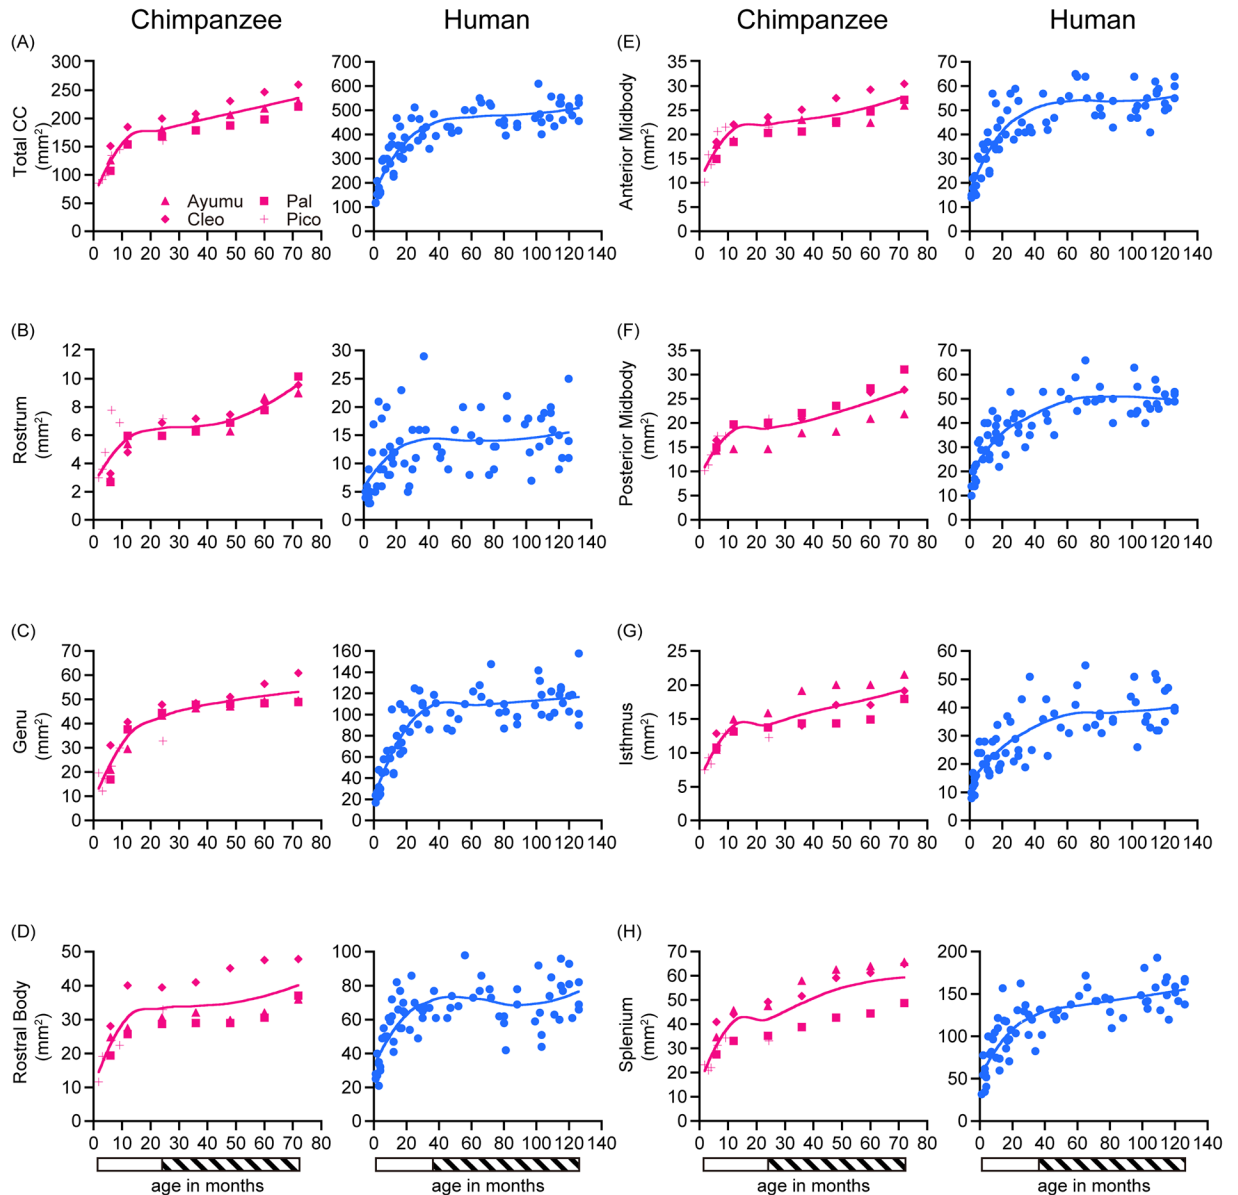 Chimpanzee Human Chimpanzee Human
(A)
Total CC
(mm²)
300
250
200
150
100
50
0
0 10 20 30 40 50 60 70 80
Ayumu Pal
Cleo Pico
700
600
500
400
300
200
100
0 20 40 60 80 100 120 140
(E)
Anterior Midbody
(mm²)
35
30
25
20
15
10
5
0
0 10 20 30 40 50 60 70 80
70
60
50
40
30
20
10
0
0 20 40 60 80 100 120 140
(B)
Rostrum
(mm²)
12
10
8
6
4
2
0
0 10 20 30 40 50 60 70 80
30
25
20
15
10
5
0
0 20 40 60 80 100 120 140
(F)
Posterior Midbody
(mm²)
35
30
25
20
15
10
5
0
0 10 20 30 40 50 60 70 80
70
60
50
40
30
20
10
0
0 20 40 60 80 100 120 140
(C)
Genu
(mm²)
70
60
50
40
30
20
10
0
0 10 20 30 40 50 60 70 80
160
140
120
100
80
60
40
20
0
0 20 40 60 80 100 120 140
(G)
Isthmus
(mm²)
25
20
15
10
5
0
0 10 20 30 40 50 60 70 80
60
50
40
30
20
10
0
0 20 40 60 80 100 120 140
(D)
Rostral Body
(mm²)
50
40
30
20
10
0
0 10 20 30 40 50 60 70 80
age in months
100
80
60
40
20
0
0 20 40 60 80 100 120 140
age in months
(H)
Splenium
(mm²)
70
60
50
40
30
20
10
0
0 10 20 30 40 50 60 70 80
age in months
200
150
100
50
0
0 20 40 60 80 100 120 140
age in months